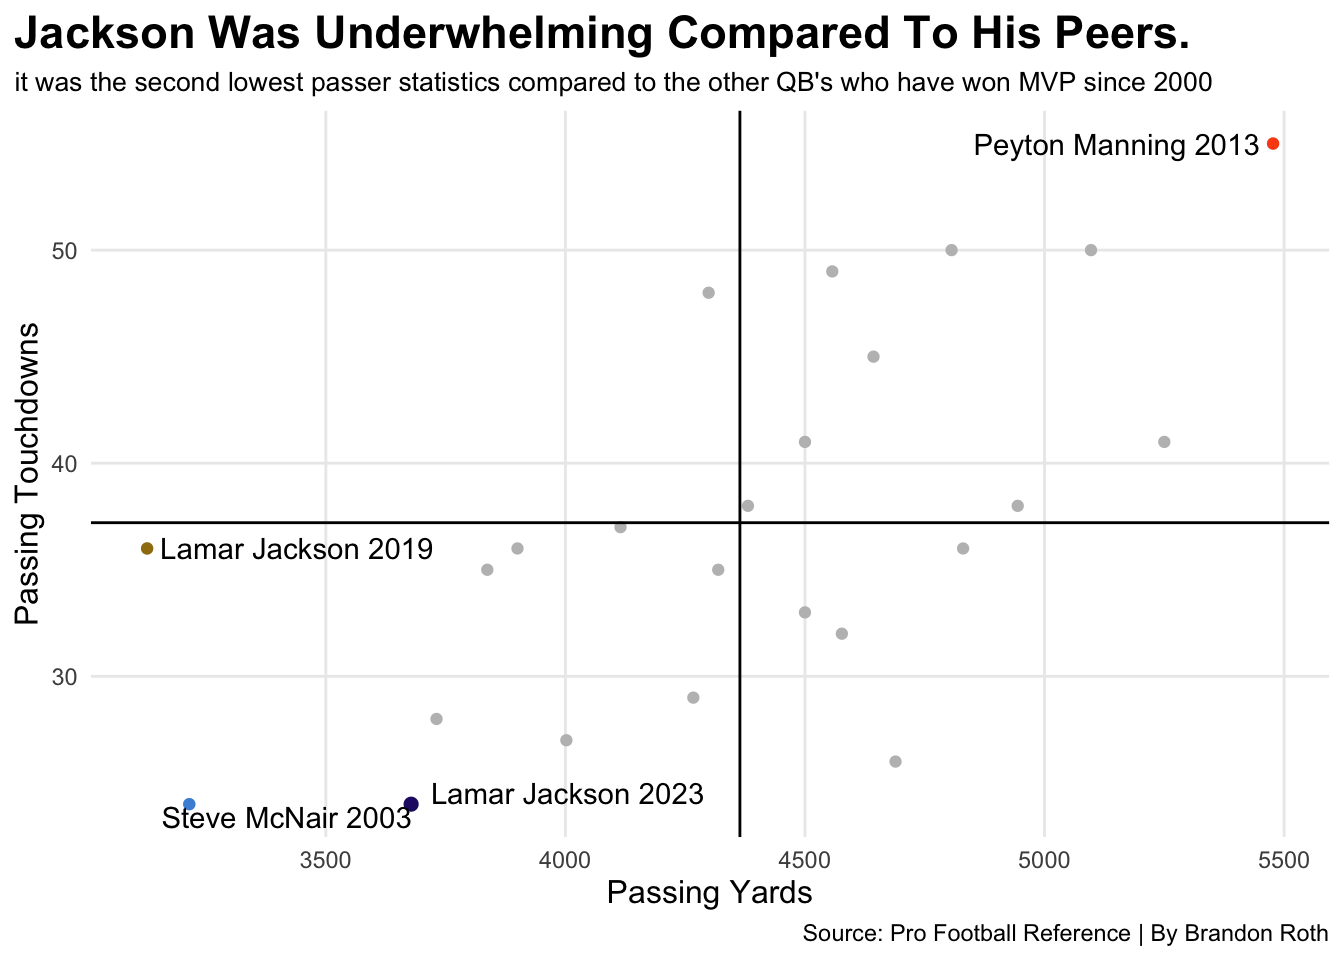 Jackson Was Underwhelming Compared To His Peers.
it was the second lowest passer statistics compared to the other QB's who have won MVP since 2000
Peyton Manning 2013
50
40
30
Passing Touchdowns
Lamar Jackson 2019
Lamar Jackson 2023
Steve McNair 2003
3500 4000 4500 5000 5500
Passing Yards
Source: Pro Football Reference | By Brandon Roth